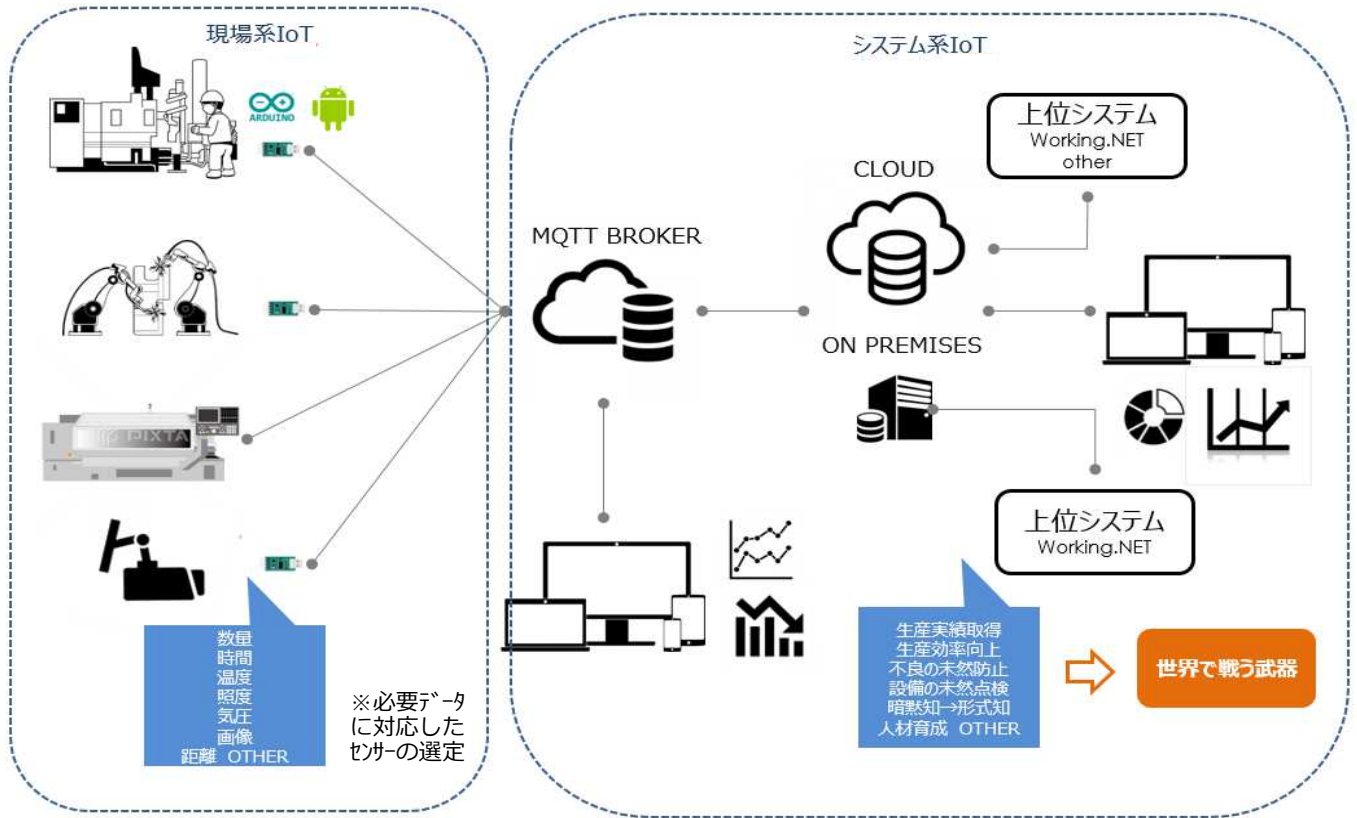 現場系IoT
ARDUINO
PIXTA
数量
時間
温度
照度
気圧
画像
距離 OTHER
※必要データ
に対応した
センサーの選定
システム系IoT
上位システム
Working.NET
other
CLOUD
MQTT BROKER
ON PREMISES
上位システム
Working.NET
生産実績取得
生産効率向上
不良の未然防止
設備の未然点検
暗黙知→形式知
人材育成 OTHER
世界で戦う武器